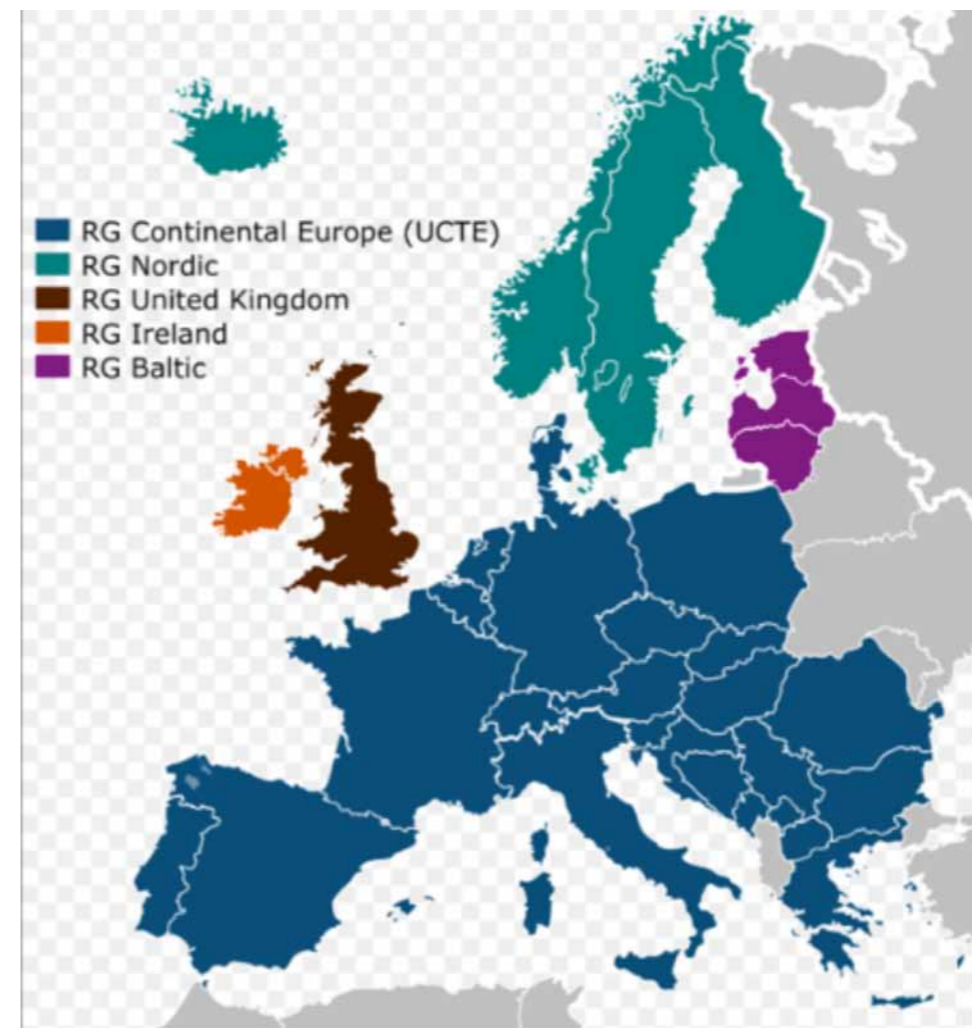 RG Continental Europe (UCTE)
RG Nordic
RG United Kingdom
RG Ireland
RG Baltic